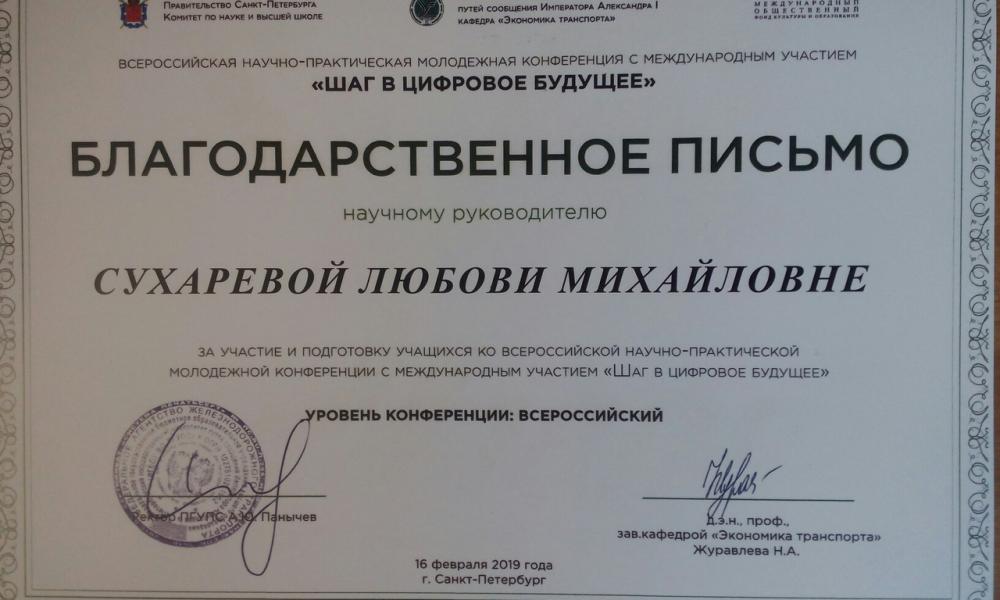 Правительство Санкт-Петербурга
Комитет по науке и высшей школе
путей сообщения Императора Александра I
кафедра «Экономика транспорта»
МЕЖДУНАРОДНЫЙ
ОБЩЕСТВЕННЫЙ
ФОНД КУЛЬТУРЫ И ОБРАЗОВАНИЯ
ВСЕРОССИЙСКАЯ НАУЧНО-ПРАКТИЧЕСКАЯ МОЛОДЕЖНАЯ КОНФЕРЕНЦИЯ С МЕЖДУНАРОДНЫМ УЧАСТИЕМ
«ШАГ В ЦИФРОВОЕ БУДУЩЕЕ»
БЛАГОДАРСТВЕННОЕ ПИСЬМО
научному руководителю
СУХАРЕВОЙ ЛЮБОВИ МИХАЙЛОВНЕ
ЗА УЧАСТИЕ И ПОДГОТОВКУ УЧАЩИХСЯ КО ВСЕРОССИЙСКОЙ НАУЧНО-ПРАКТИЧЕСКОЙ
МОЛОДЕЖНОЙ КОНФЕРЕНЦИИ С МЕЖДУНАРОДНЫМ УЧАСТИЕМ «ШАГ В ЦИФРОВОЕ БУДУЩЕЕ»
УРОВЕНЬ КОНФЕРЕНЦИИ: ВСЕРОССИЙСКИЙ
АГЕНТСТВО ЖЕЛЕЗНОДОРОЖНОГО
Ректор ПГУПС А.Ю. Панычев
д.э.н., проф.,
зав.кафедрой «Экономика транспорта»
Журавлева Н.А.
16 февраля 2019 года
г. Санкт-Петербург